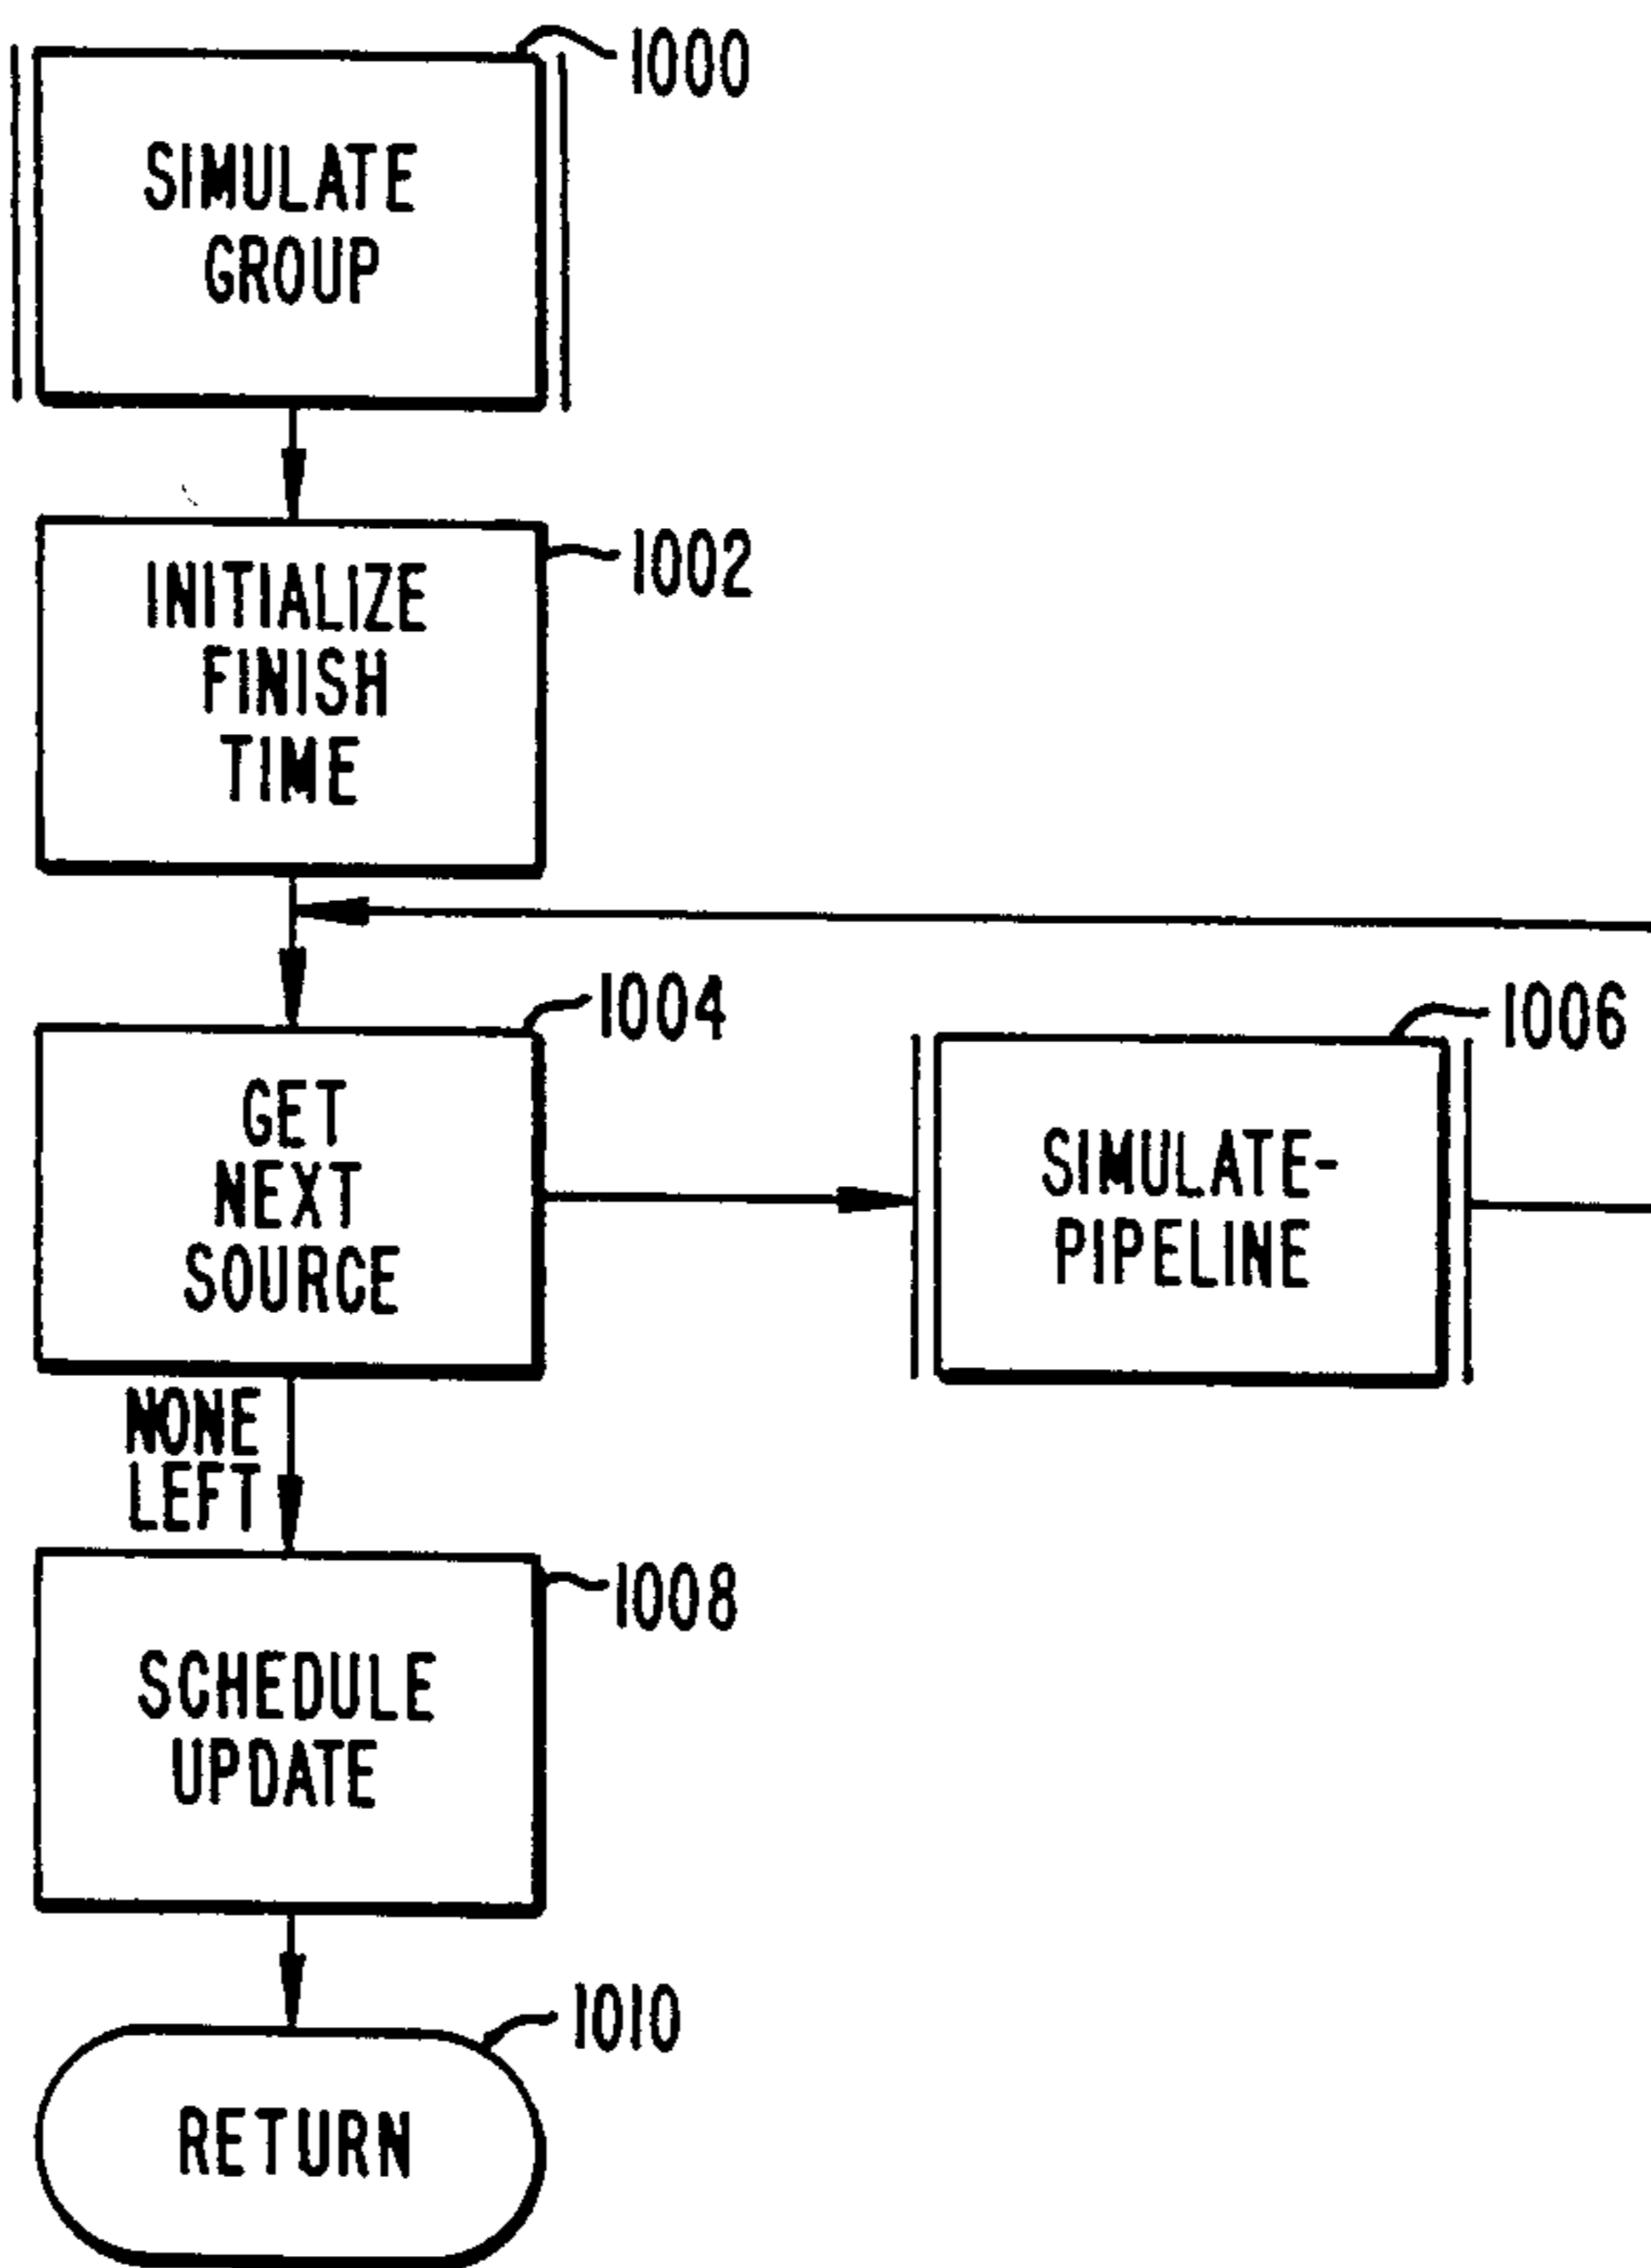 1000
SIMULATE
GROUP
1002
INITIALIZE
FINISH
TIME
1004
GET
NEXT
SOURCE
1006
SIMULATE-
PIPELINE
NONE
LEFT
1008
SCHEDULE
UPDATE
1010
RETURN